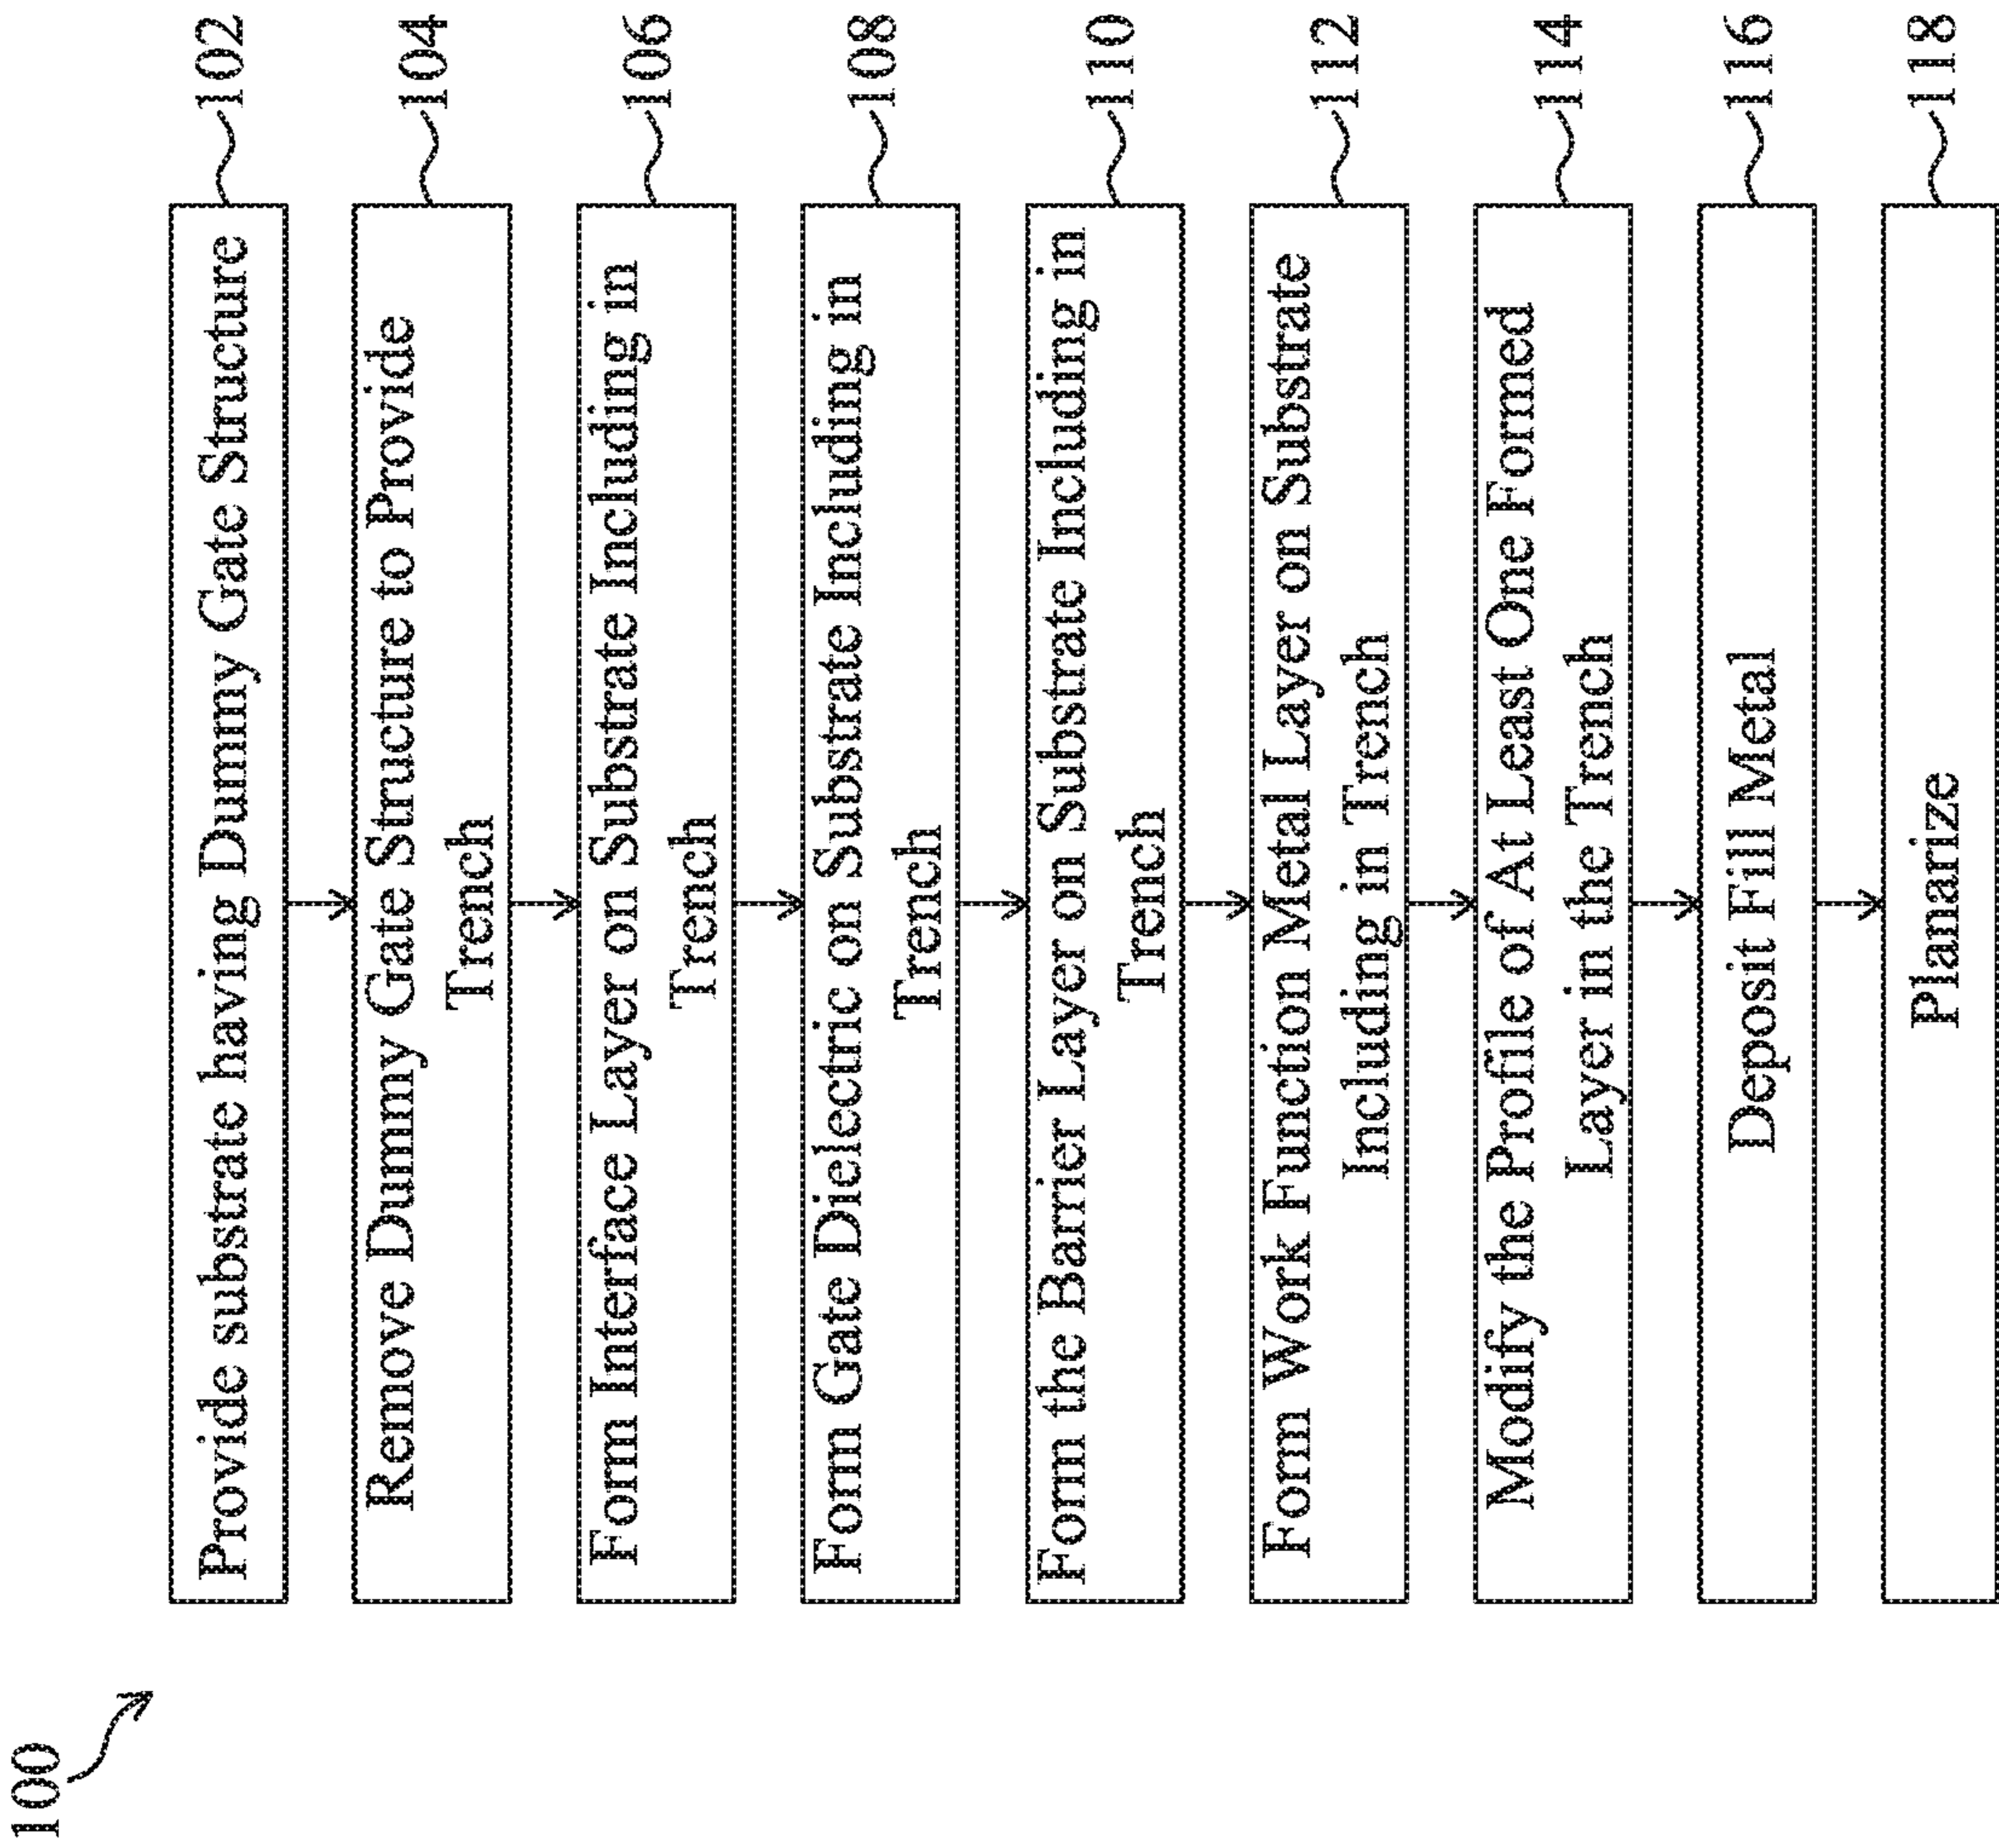 100
Provide substrate having Dummy Gate Structure
102
Remove Dummy Gate Structure to Provide
Trench
104
Form Interface Layer on Substrate Including in
Trench
106
Form Gate Dielectric on Substrate Including in
Trench
108
Form the Barrier Layer on Substrate Including in
Trench
110
Form Work Function Metal Layer on Substrate
Including in Trench
112
Modify the Profile of At Least One Formed
Layer in the Trench
114
Deposit Fill Metal
116
Planarize
118